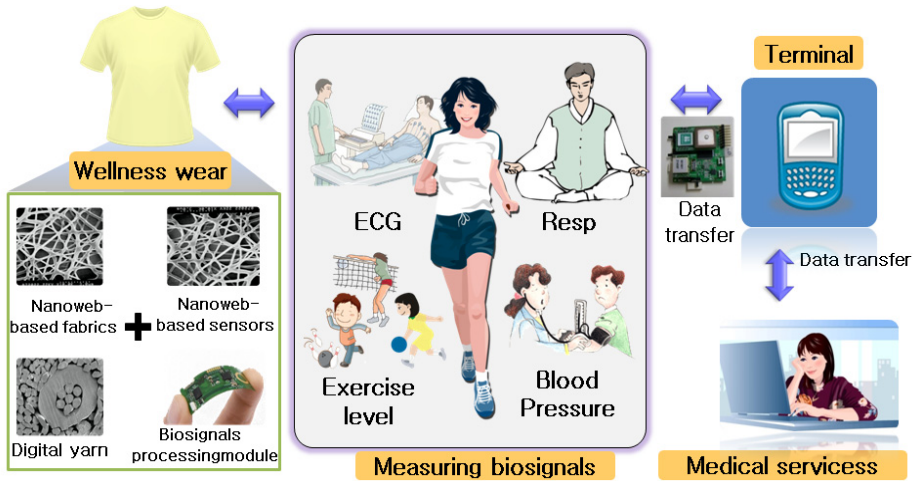 Wellness wear
Nanoweb-
based fabrics
Nanoweb-
based sensors
Digital yarn
Biosignals
processingmodule
ECG
Resp
Exercise
level
Blood
Pressure
Measuring biosignals
Terminal
Data
transfer
Data transfer
Medical servicess